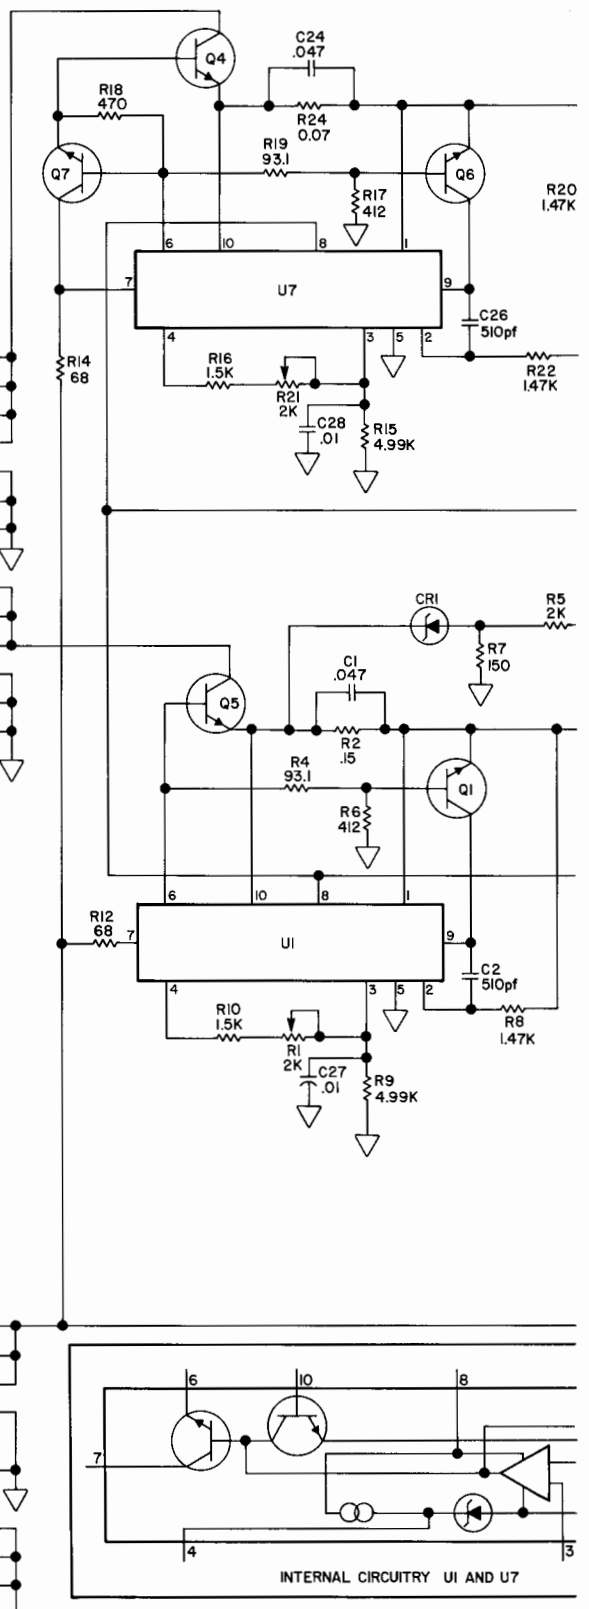 C24
.047
Q4
R18
470
R24
0.07
R19
93.1
Q7
R17
412
Q6
R20
1.47K
6
10
8
1
7
U7
9
C26
510pf
4
3
5
2
R14
68
R16
1.5K
R21
2K
R22
1.47K
C28
.01
R15
4.99K
CR1
R5
2K
R7
150
C1
.047
Q5
R2
.15
R4
93.1
Q1
R6
412
6
10
8
1
R12
68
7
U1
9
C2
510pf
4
3
5
2
R10
1.5K
R1
2K
R8
1.47K
C27
.01
R9
4.99K
6
10
8
7
4
3
INTERNAL CIRCUITRY U1 AND U7